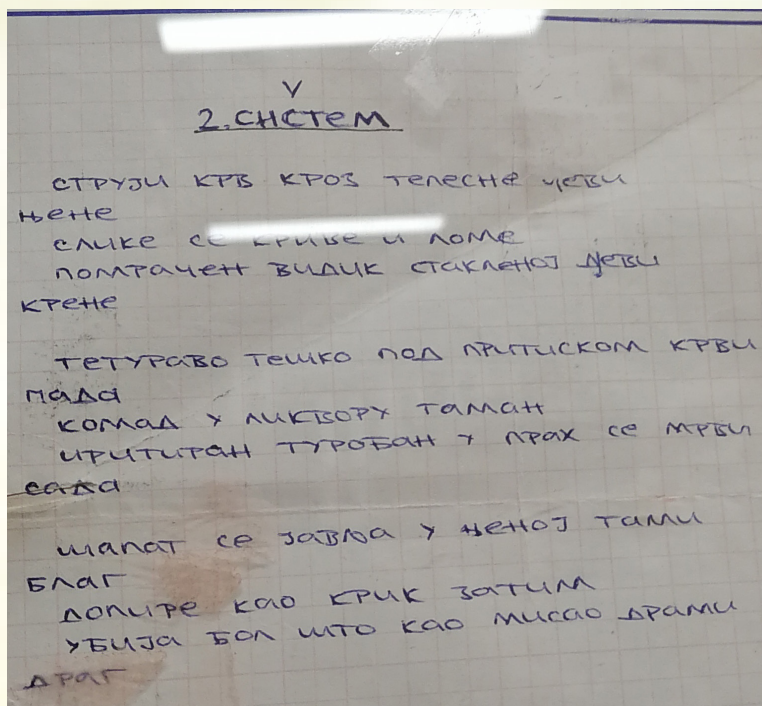 У
2. СИСТЕМ
СТРУЈИ КРВ КРОЗ ТЕЛЕСНЕ ЦЕВИ
ЊЕНЕ
СЛИКЕ СЕ КРИВЕ И ЛОМЕ
ПОМРАЧЕН ВИДИК СТАКЛЕНОЈ ДЕВИ
КРЕНЕ
ТЕТУРАВО ТЕШКО ПОД ПРИТИСКОМ КРВИ
ПАДА
КОМАД У ЛИКВОРУ ТАМАН
ИРИТИРАН ТУРОБАН У ПРАХ СЕ МРВИ
САДА
ШАПАТ СЕ ЈАВЉА У ЊЕНОЈ ТАМИ
БЛАГ
ДОПИРЕ КАО КРИК ЗАТИМ
УБИЈА БОЛ ШТО КАО МИСАО ДРАМИ
ДРАГ